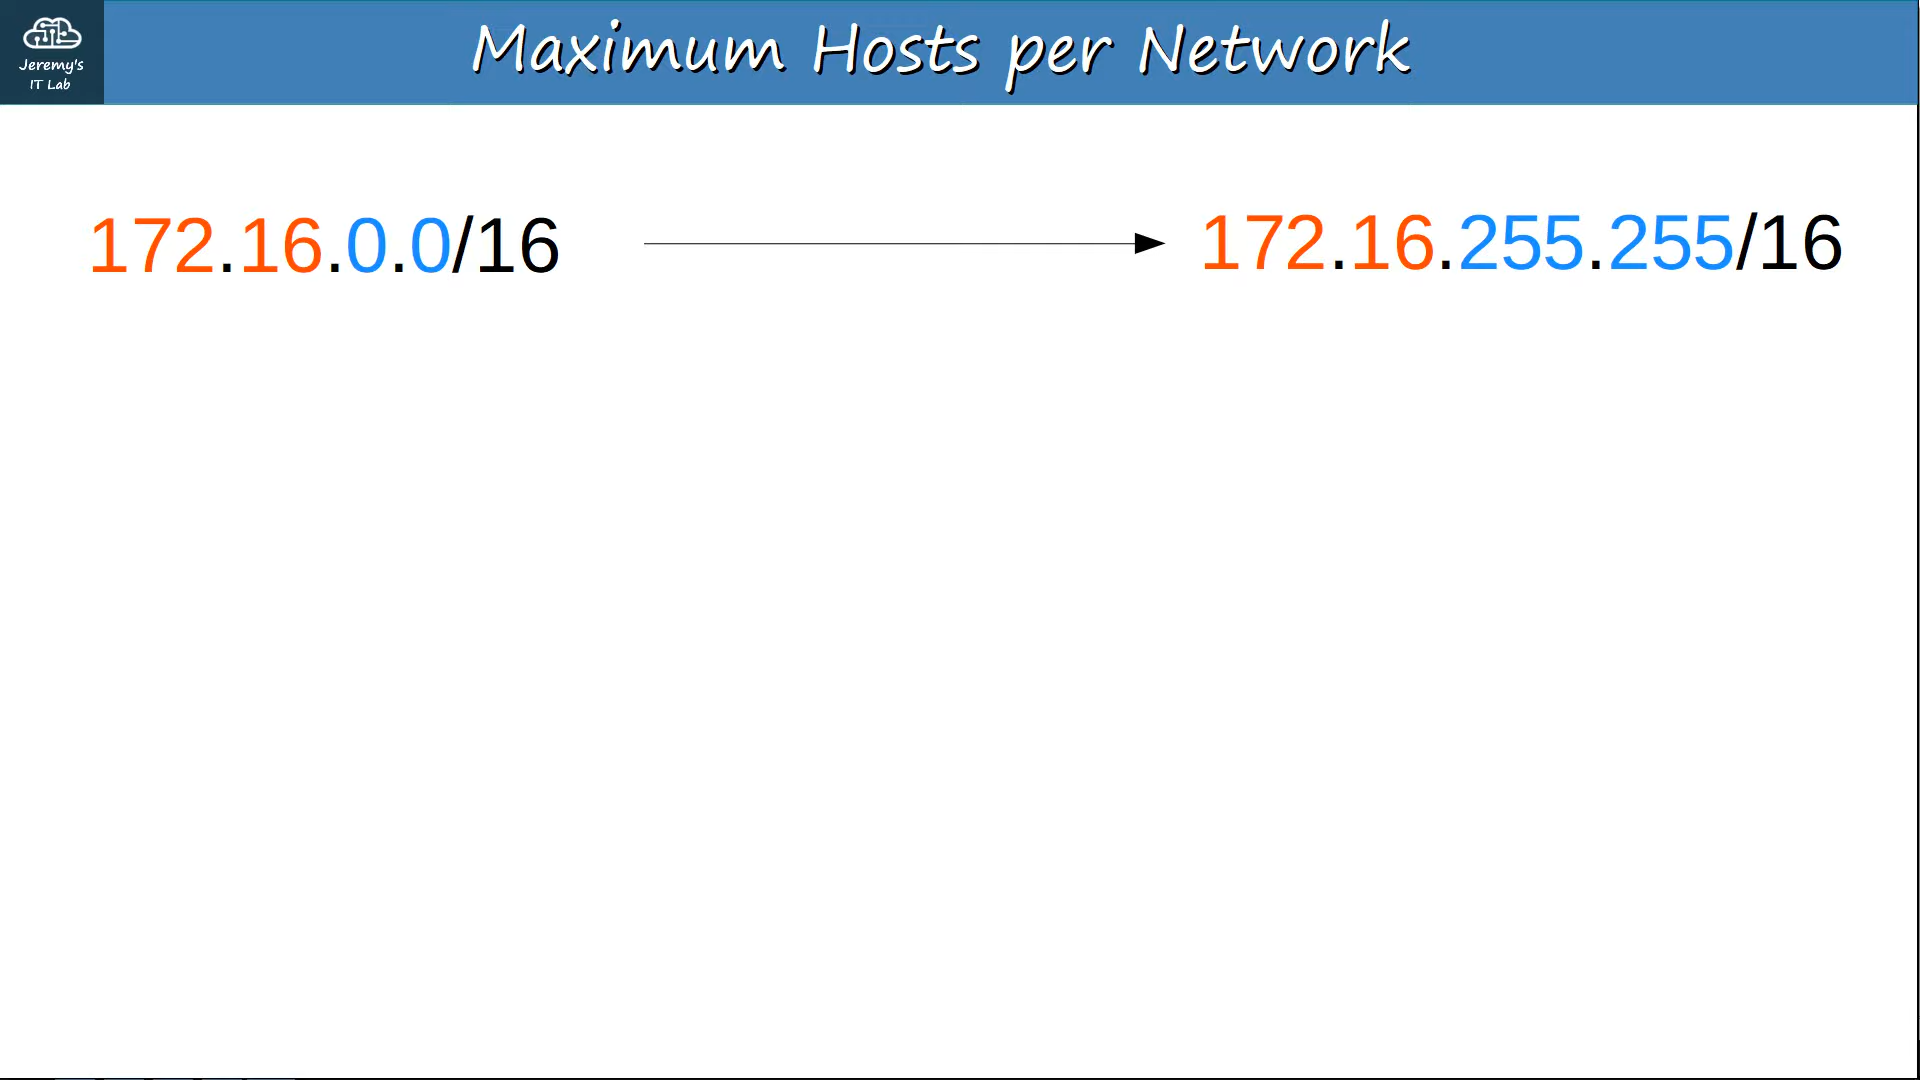 Jeremy's
IT Lab
Maximum Hosts per Network
172.16.0.0/16
172.16.255.255/16